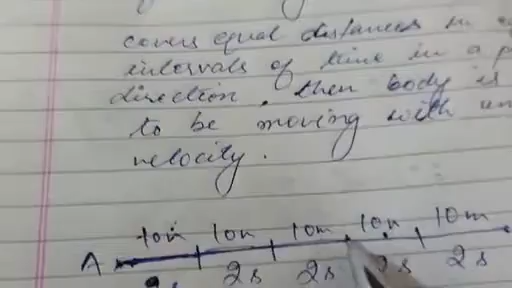 covers equal distances in
intervals of time in a
direction, then body is
to be moving with
velocity.
10m 10m 10m 10m 10m
A
2s 2s 2s 2s